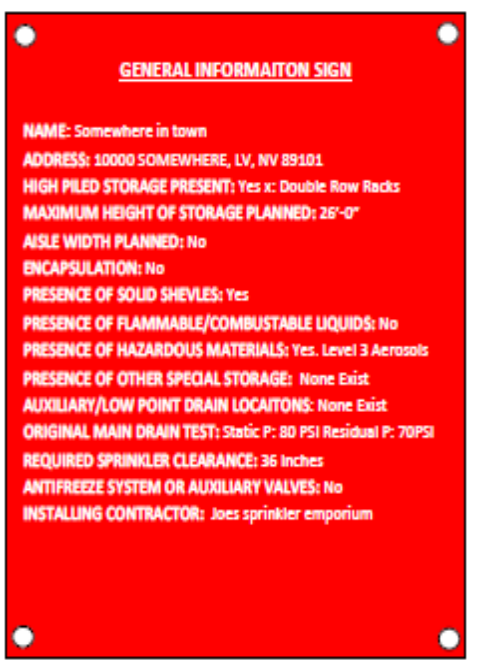 GENERAL INFORMAITON SIGN
NAME: Somewhere in town
ADDRESS: 10000 SOMEWHERE, LV, NV 89101
HIGH PILED STORAGE PRESENT: Yes x: Double Row Racks
MAXIMUM HEIGHT OF STORAGE PLANNED: 26'-0"
AISLE WIDTH PLANNED: No
ENCAPSULATION: No
PRESENCE OF SOLID SHEVLES: Yes
PRESENCE OF FLAMMABLE/COMBUSTABLE LIQUIDS: No
PRESENCE OF HAZARDOUS MATERIALS: Yes. Level 3 Aerosols
PRESENCE OF OTHER SPECIAL STORAGE: None Exist
AUXILIARY/LOW POINT DRAIN LOCAITONS: None Exist
ORIGINAL MAIN DRAIN TEST: Static P: 80 PSI Residual P: 70PSI
REQUIRED SPRINKLER CLEARANCE: 36 Inches
ANTIFREEZE SYSTEM OR AUXILIARY VALVES: No
INSTALLING CONTRACTOR: Joes sprinkler emporium